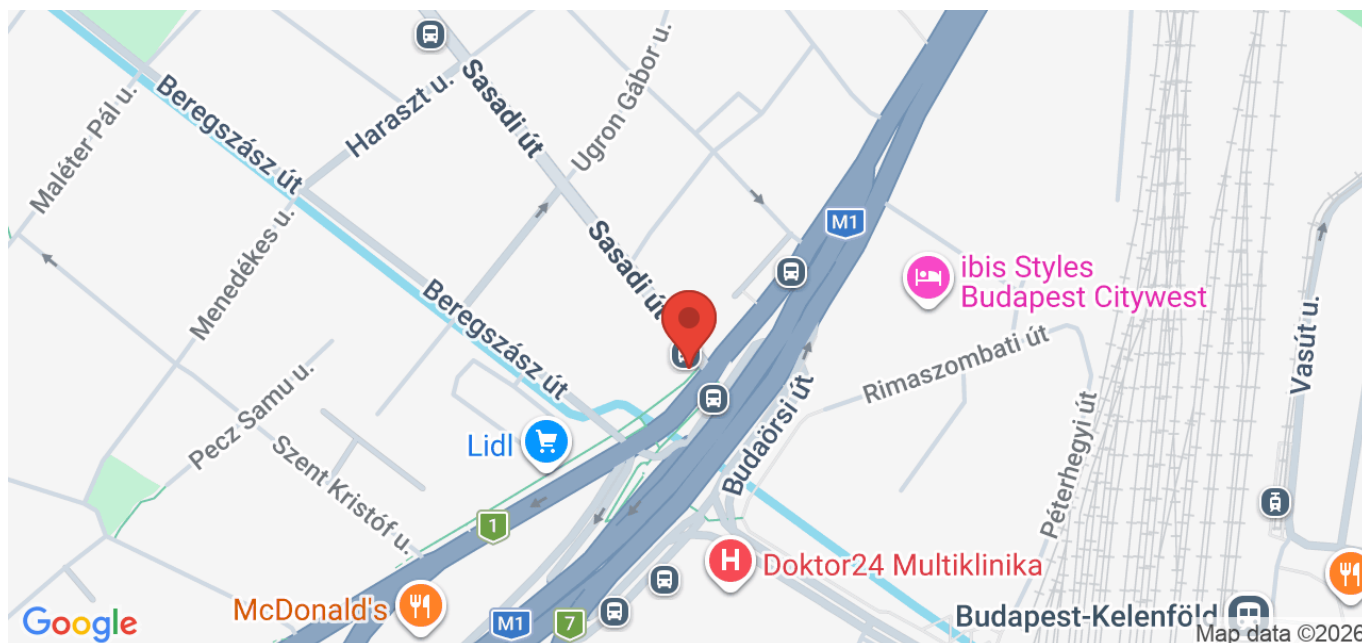 Sasadi út
Ugron Gábor u.
Beregszász út
Haraszt u.
Maléter Pál u.
Menedékes u.
Sasadi út
M1
ibis Styles
Budapest Citywest
Beregszász út
Rimaszombati út
Vasút u.
Pecz Samu u.
Lidl
Budaörsi út
Péterhegyi út
Szent Kristóf u.
1
H
Doktor24 Multiklinika
McDonald's
Google
M1
7
Budapest-Kelenföld
Map data ©2026